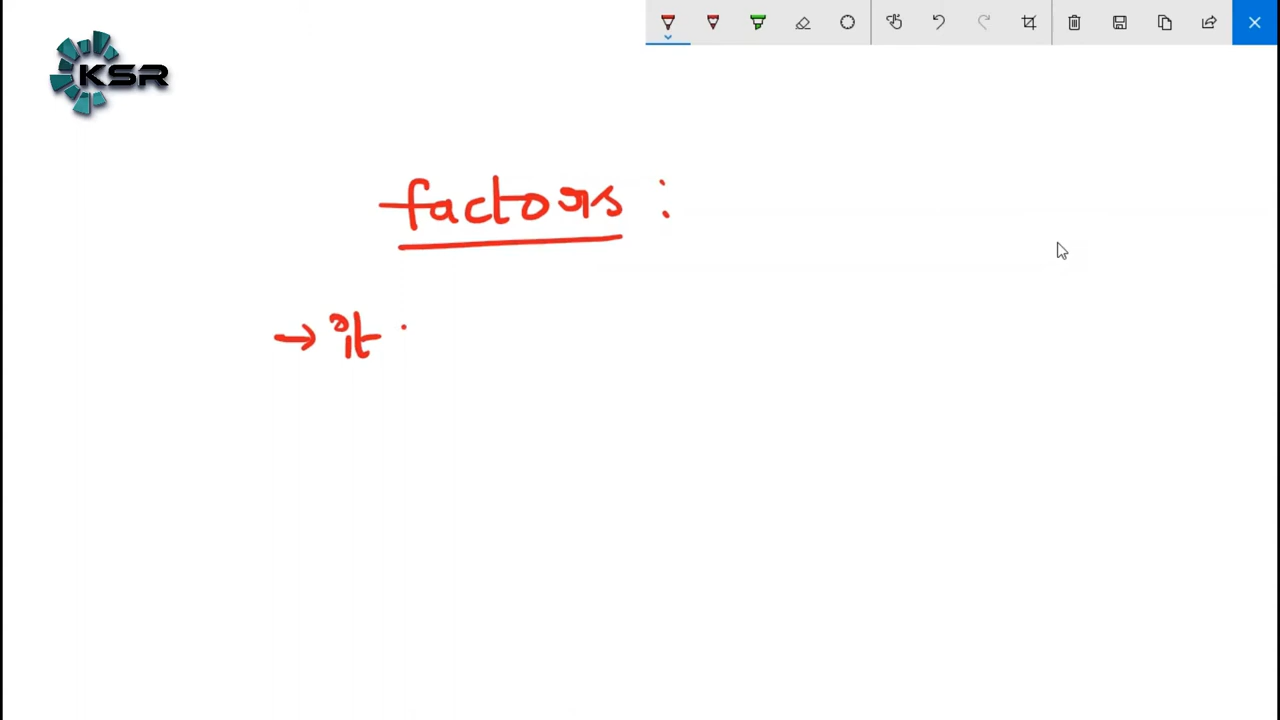 KSR
factors :
→ It